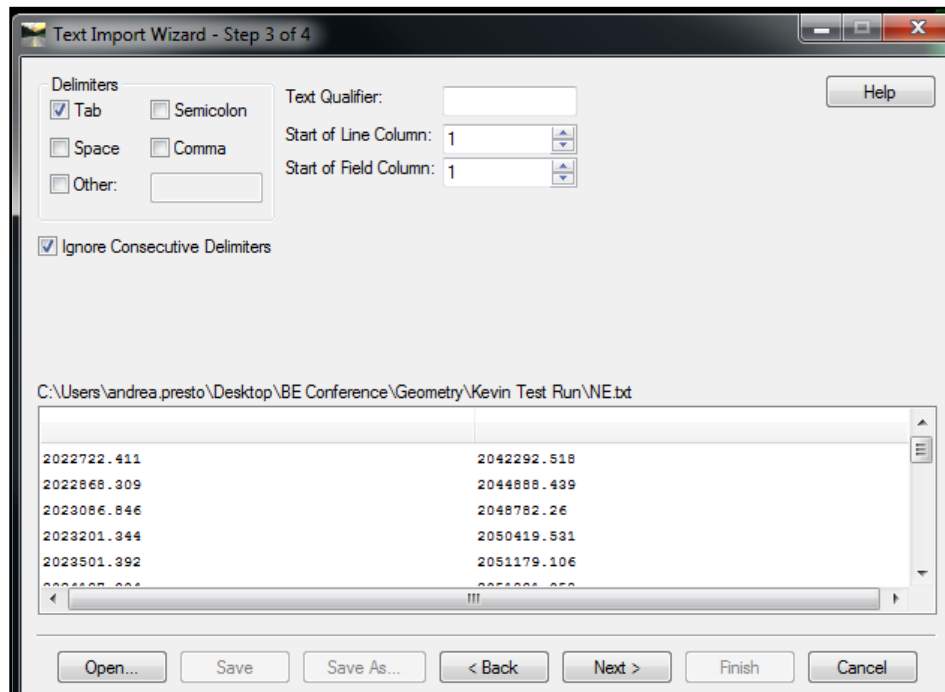 Text Import Wizard - Step 3 of 4
Delimiters
Tab
Semicolon
Space
Comma
Other:
Text Qualifier:
Start of Line Column: 1
Start of Field Column: 1
Help
Ignore Consecutive Delimiters
C:\Users\andrea.presto\Desktop\BE Conference\Geometry\Kevin Test Run\NE.txt
2022722.411 2042292.518
2022868.309 2044888.439
2023086.846 2048782.26
2023201.344 2050419.531
2023501.392 2051179.106
Open... Save Save As... < Back Next > Finish Cancel